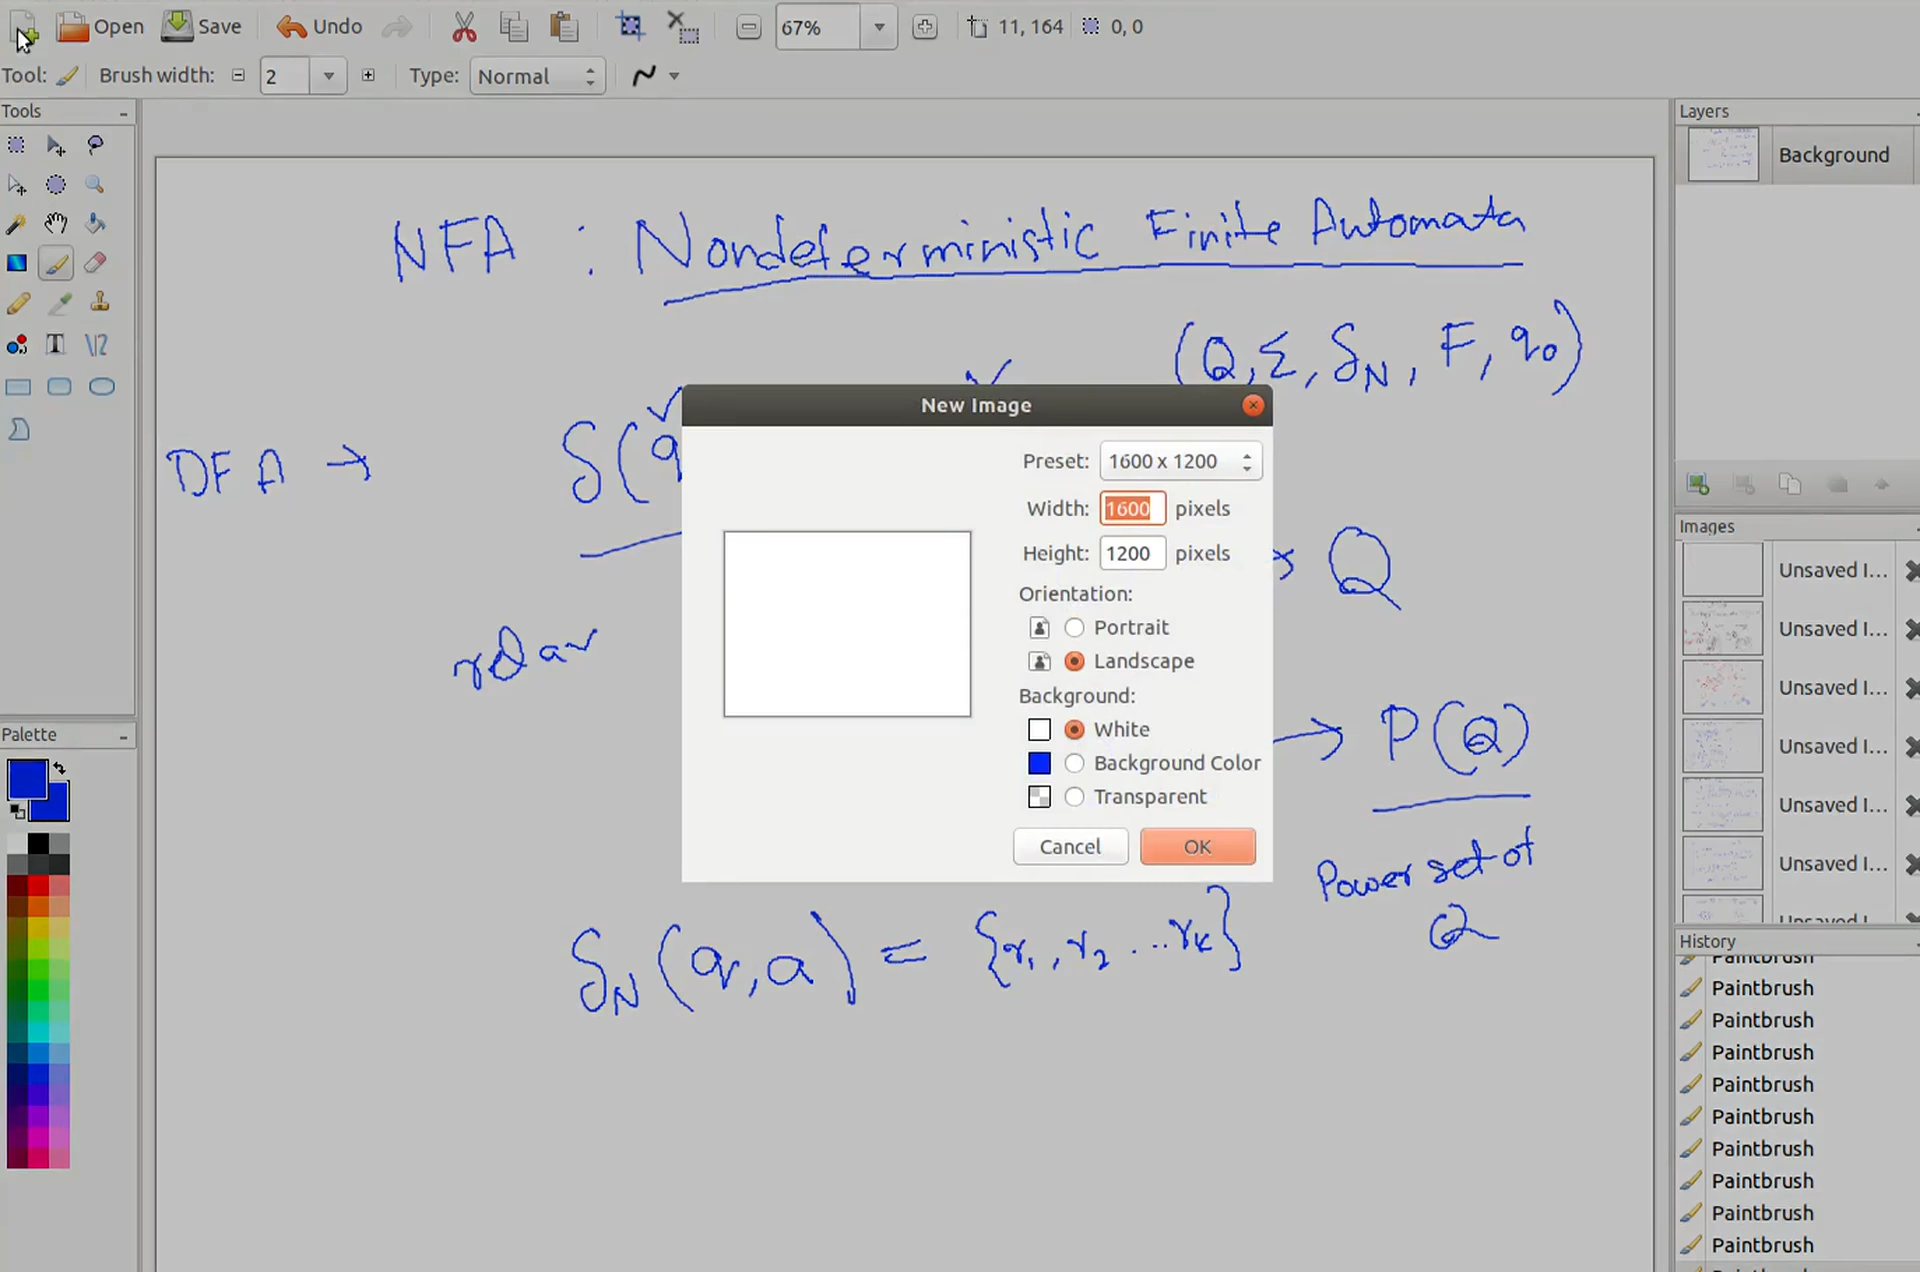 Open Save Undo 67% 11, 164 0, 0
Tool: Brush width: 2 Type: Normal
Tools
Layers
Background
NFA : Nondeterministic Finite Automata
(Q, Σ, δN, F, q0)
New Image
Preset: 1600 x 1200
Width: 1600 pixels
Height: 1200 pixels
Orientation:
Portrait
Landscape
Background:
White
Background Color
Transparent
Cancel OK
DFA → δ(q
Q
→ P(Q)
Power set of
Q
δN(q, a) = {r1, r2 ... rk}
Images
Unsaved I...
Unsaved I...
Unsaved I...
Unsaved I...
Unsaved I...
Unsaved I...
Unsaved I...
Palette
History
Paintbrush
Paintbrush
Paintbrush
Paintbrush
Paintbrush
Paintbrush
Paintbrush
Paintbrush
Paintbrush
Paintbrush